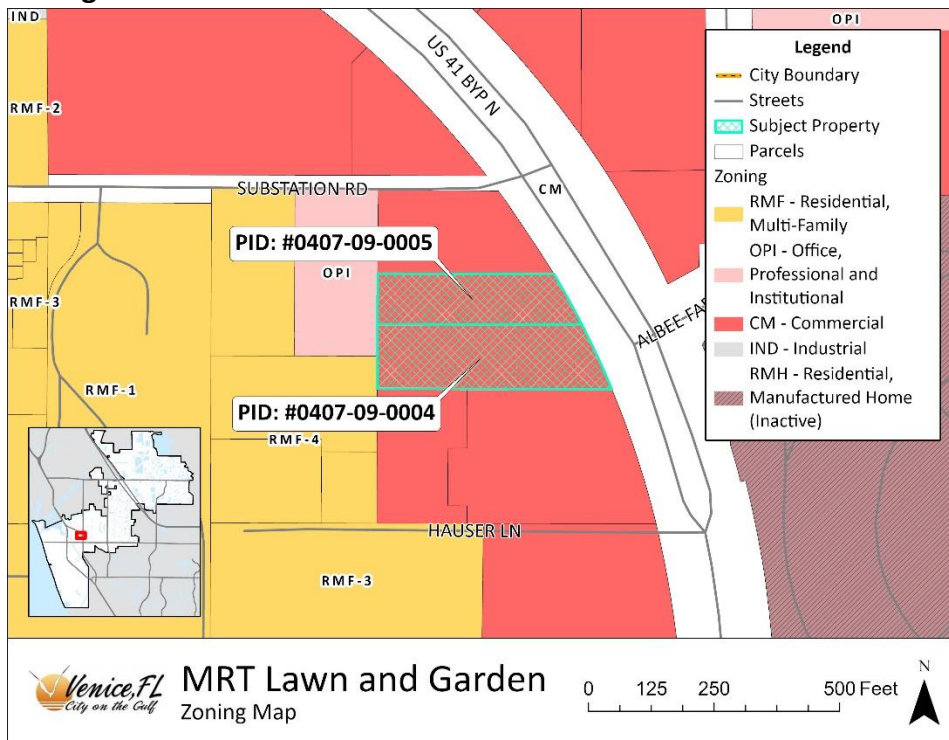 IND
OPI
RMF-2
US 41 BYP N
Legend
City Boundary
Streets
Subject Property
Parcels
Zoning
RMF - Residential,
Multi-Family
OPI - Office,
Professional and
Institutional
CM - Commercial
IND - Industrial
RMH - Residential,
Manufactured Home
(Inactive)
SUBSTATION RD
CM
PID: #0407-09-0005
OPI
RMF-3
ALBEE FAR
RMF-1
PID: #0407-09-0004
RMF-4
HAUSER LN
RMF-3
Venice, FL
City on the Gulf
MRT Lawn and Garden
Zoning Map
0 125 250 500 Feet
N